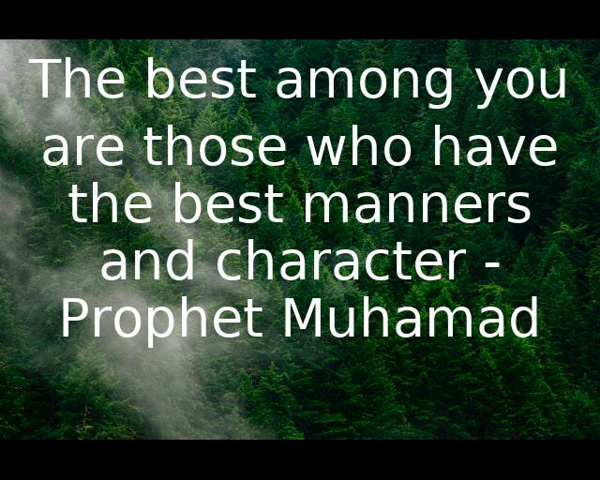 The best among you
are those who have
the best manners
and character -
Prophet Muhamad